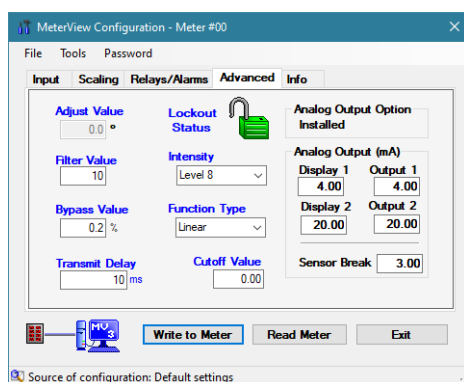 MeterView Configuration - Meter #00
File Tools Password
Input Scaling Relays/Alarms Advanced Info
Adjust Value
0.0 °
Filter Value
10
Bypass Value
0.2 %
Transmit Delay
10 ms
Lockout
Status
Intensity
Level 8
Function Type
Linear
Cutoff Value
0.00
Analog Output Option
Installed
Analog Output (mA)
Display 1 Output 1
4.00 4.00
Display 2 Output 2
20.00 20.00
Sensor Break 3.00
MV
3
Write to Meter Read Meter Exit
Source of configuration: Default settings